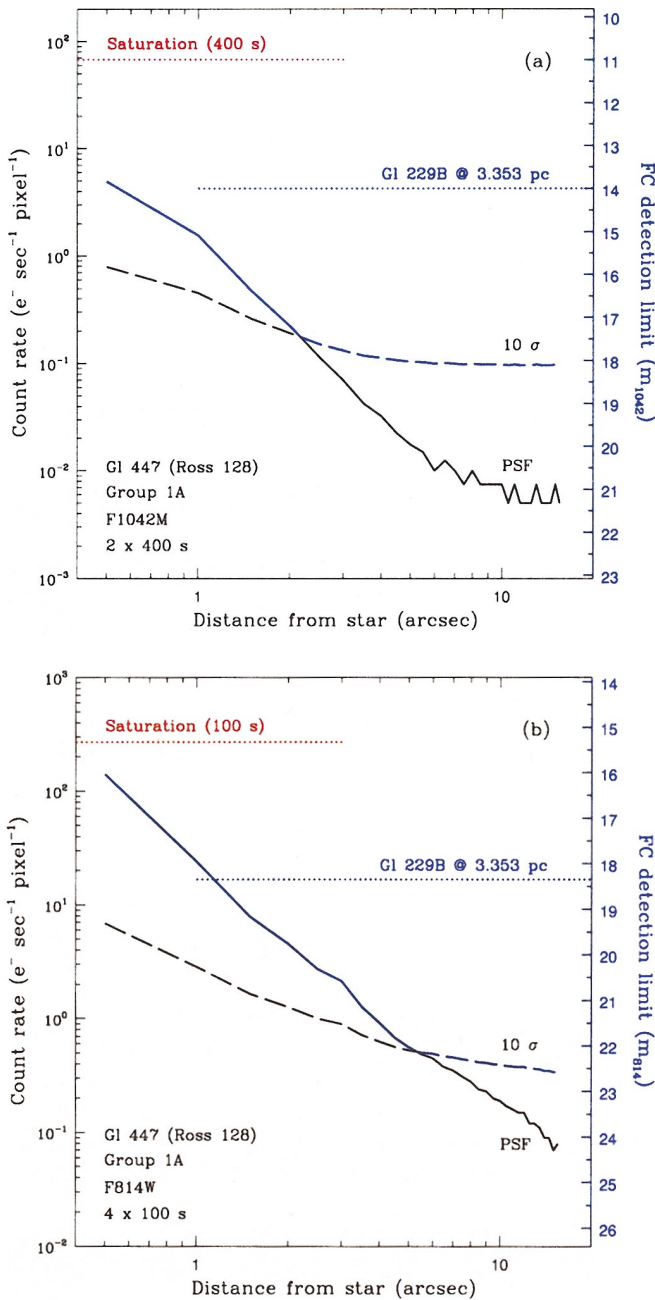 Saturation (400 s)
(a)
Gl 229B @ 3.353 pc
10 σ
PSF
Gl 447 (Ross 128)
Group 1A
F1042M
2 x 400 s
Count rate (e⁻ sec⁻¹ pixel⁻¹)
10²
10¹
10⁰
10⁻¹
10⁻²
10⁻³
1
10
Distance from star (arcsec)
10
11
12
13
14
15
16
17
18
19
20
21
22
23
FC detection limit (m₁₀₄₂)
Saturation (100 s)
(b)
Gl 229B @ 3.353 pc
10 σ
PSF
Gl 447 (Ross 128)
Group 1A
F814W
4 x 100 s
Count rate (e⁻ sec⁻¹ pixel⁻¹)
10³
10²
10¹
10⁰
10⁻¹
10⁻²
1
10
Distance from star (arcsec)
14
15
16
17
18
19
20
21
22
23
24
25
26
FC detection limit (m₈₁₄)